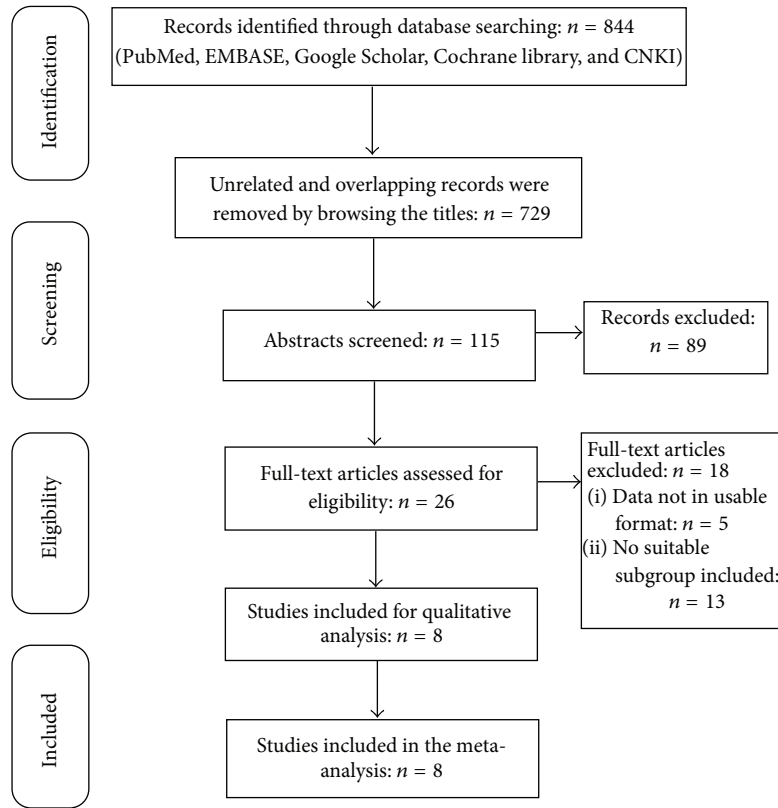 Identification
Records identified through database searching: n = 844
(PubMed, EMBASE, Google Scholar, Cochrane library, and CNKI)
Unrelated and overlapping records were
removed by browsing the titles: n = 729
Screening
Abstracts screened: n = 115
Records excluded:
n = 89
Eligibility
Full-text articles assessed for
eligibility: n = 26
Full-text articles
excluded: n = 18
(i) Data not in usable
format: n = 5
(ii) No suitable
subgroup included:
n = 13
Studies included for qualitative
analysis: n = 8
Included
Studies included in the meta-
analysis: n = 8